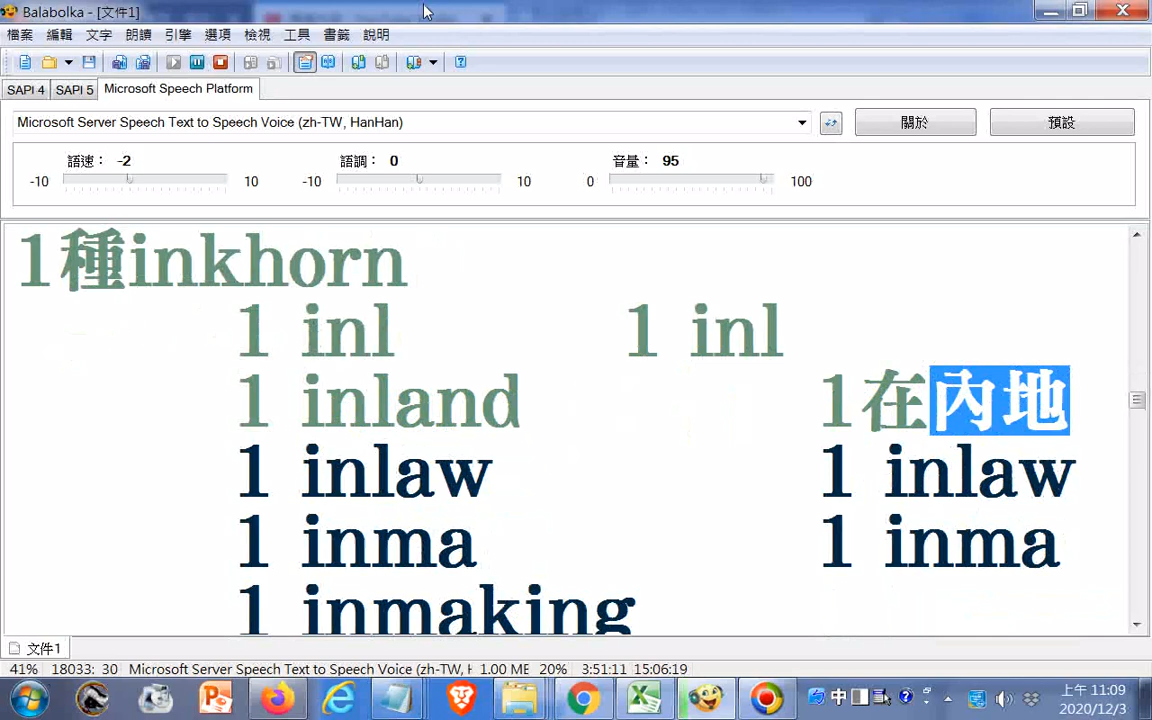 Balabolka - [文件1]
檔案 編輯 文字 朗讀 引擎 選項 檢視 工具 書籤 說明
SAPI 4 SAPI 5 Microsoft Speech Platform
Microsoft Server Speech Text to Speech Voice (zh-TW, HanHan) 關於 預設
語速： -2 語調： 0 音量： 95
-10 10 -10 10 0 100
1種inkhorn
1 inl 1 inl
1 inland 1在內地
1 inlaw 1 inlaw
1 inma 1 inma
1 inmaking
文件1
41% 18033: 30 Microsoft Server Speech Text to Speech Voice (zh-TW, H 1.00 ME 20% 3:51:11 15:06:19
中 上午 11:09
2020/12/3